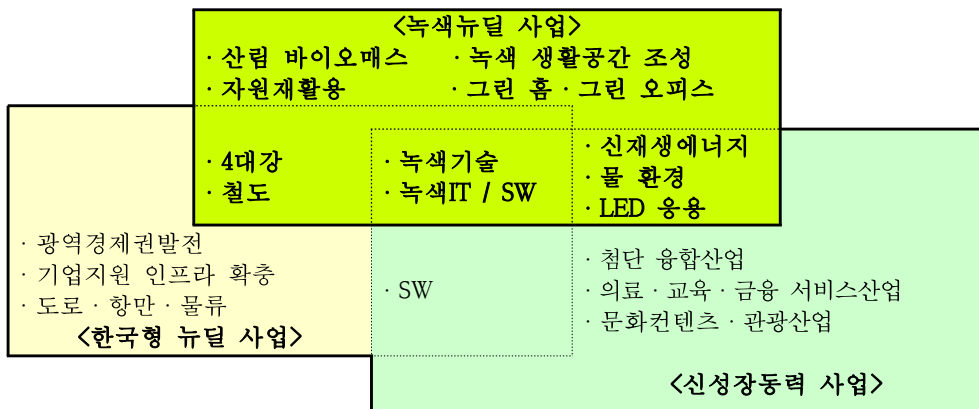 <녹색뉴딜 사업>
· 산림 바이오매스 · 녹색 생활공간 조성
· 자원재활용 · 그린 홈 · 그린 오피스
· 4대강
· 철도
· 녹색기술
· 녹색IT / SW
· 신재생에너지
· 물 환경
· LED 응용
· 광역경제권발전
· 기업지원 인프라 확충
· 도로 · 항만 · 물류
<한국형 뉴딜 사업>
· SW
· 첨단 융합산업
· 의료 · 교육 · 금융 서비스산업
· 문화컨텐츠 · 관광산업
<신성장동력 사업>